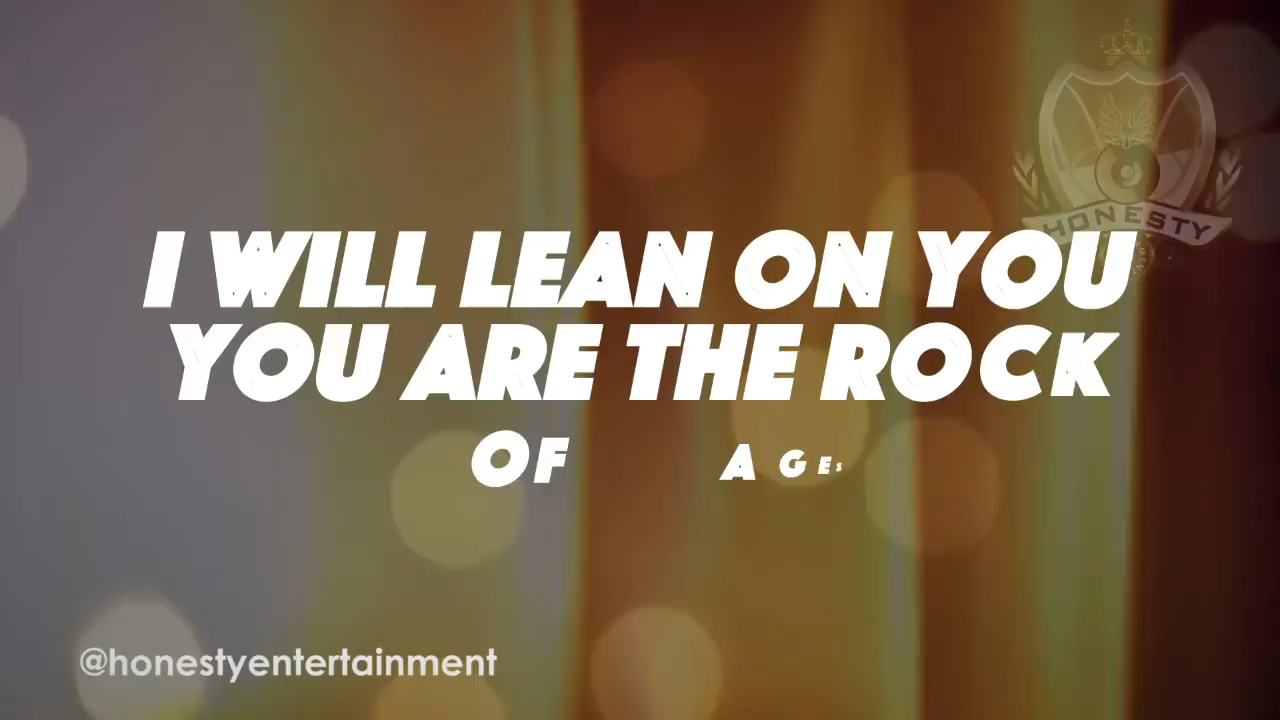 HONESTY
I WILL LEAN ON YOU
YOU ARE THE ROCK
OF AGES
@honestyentertainment